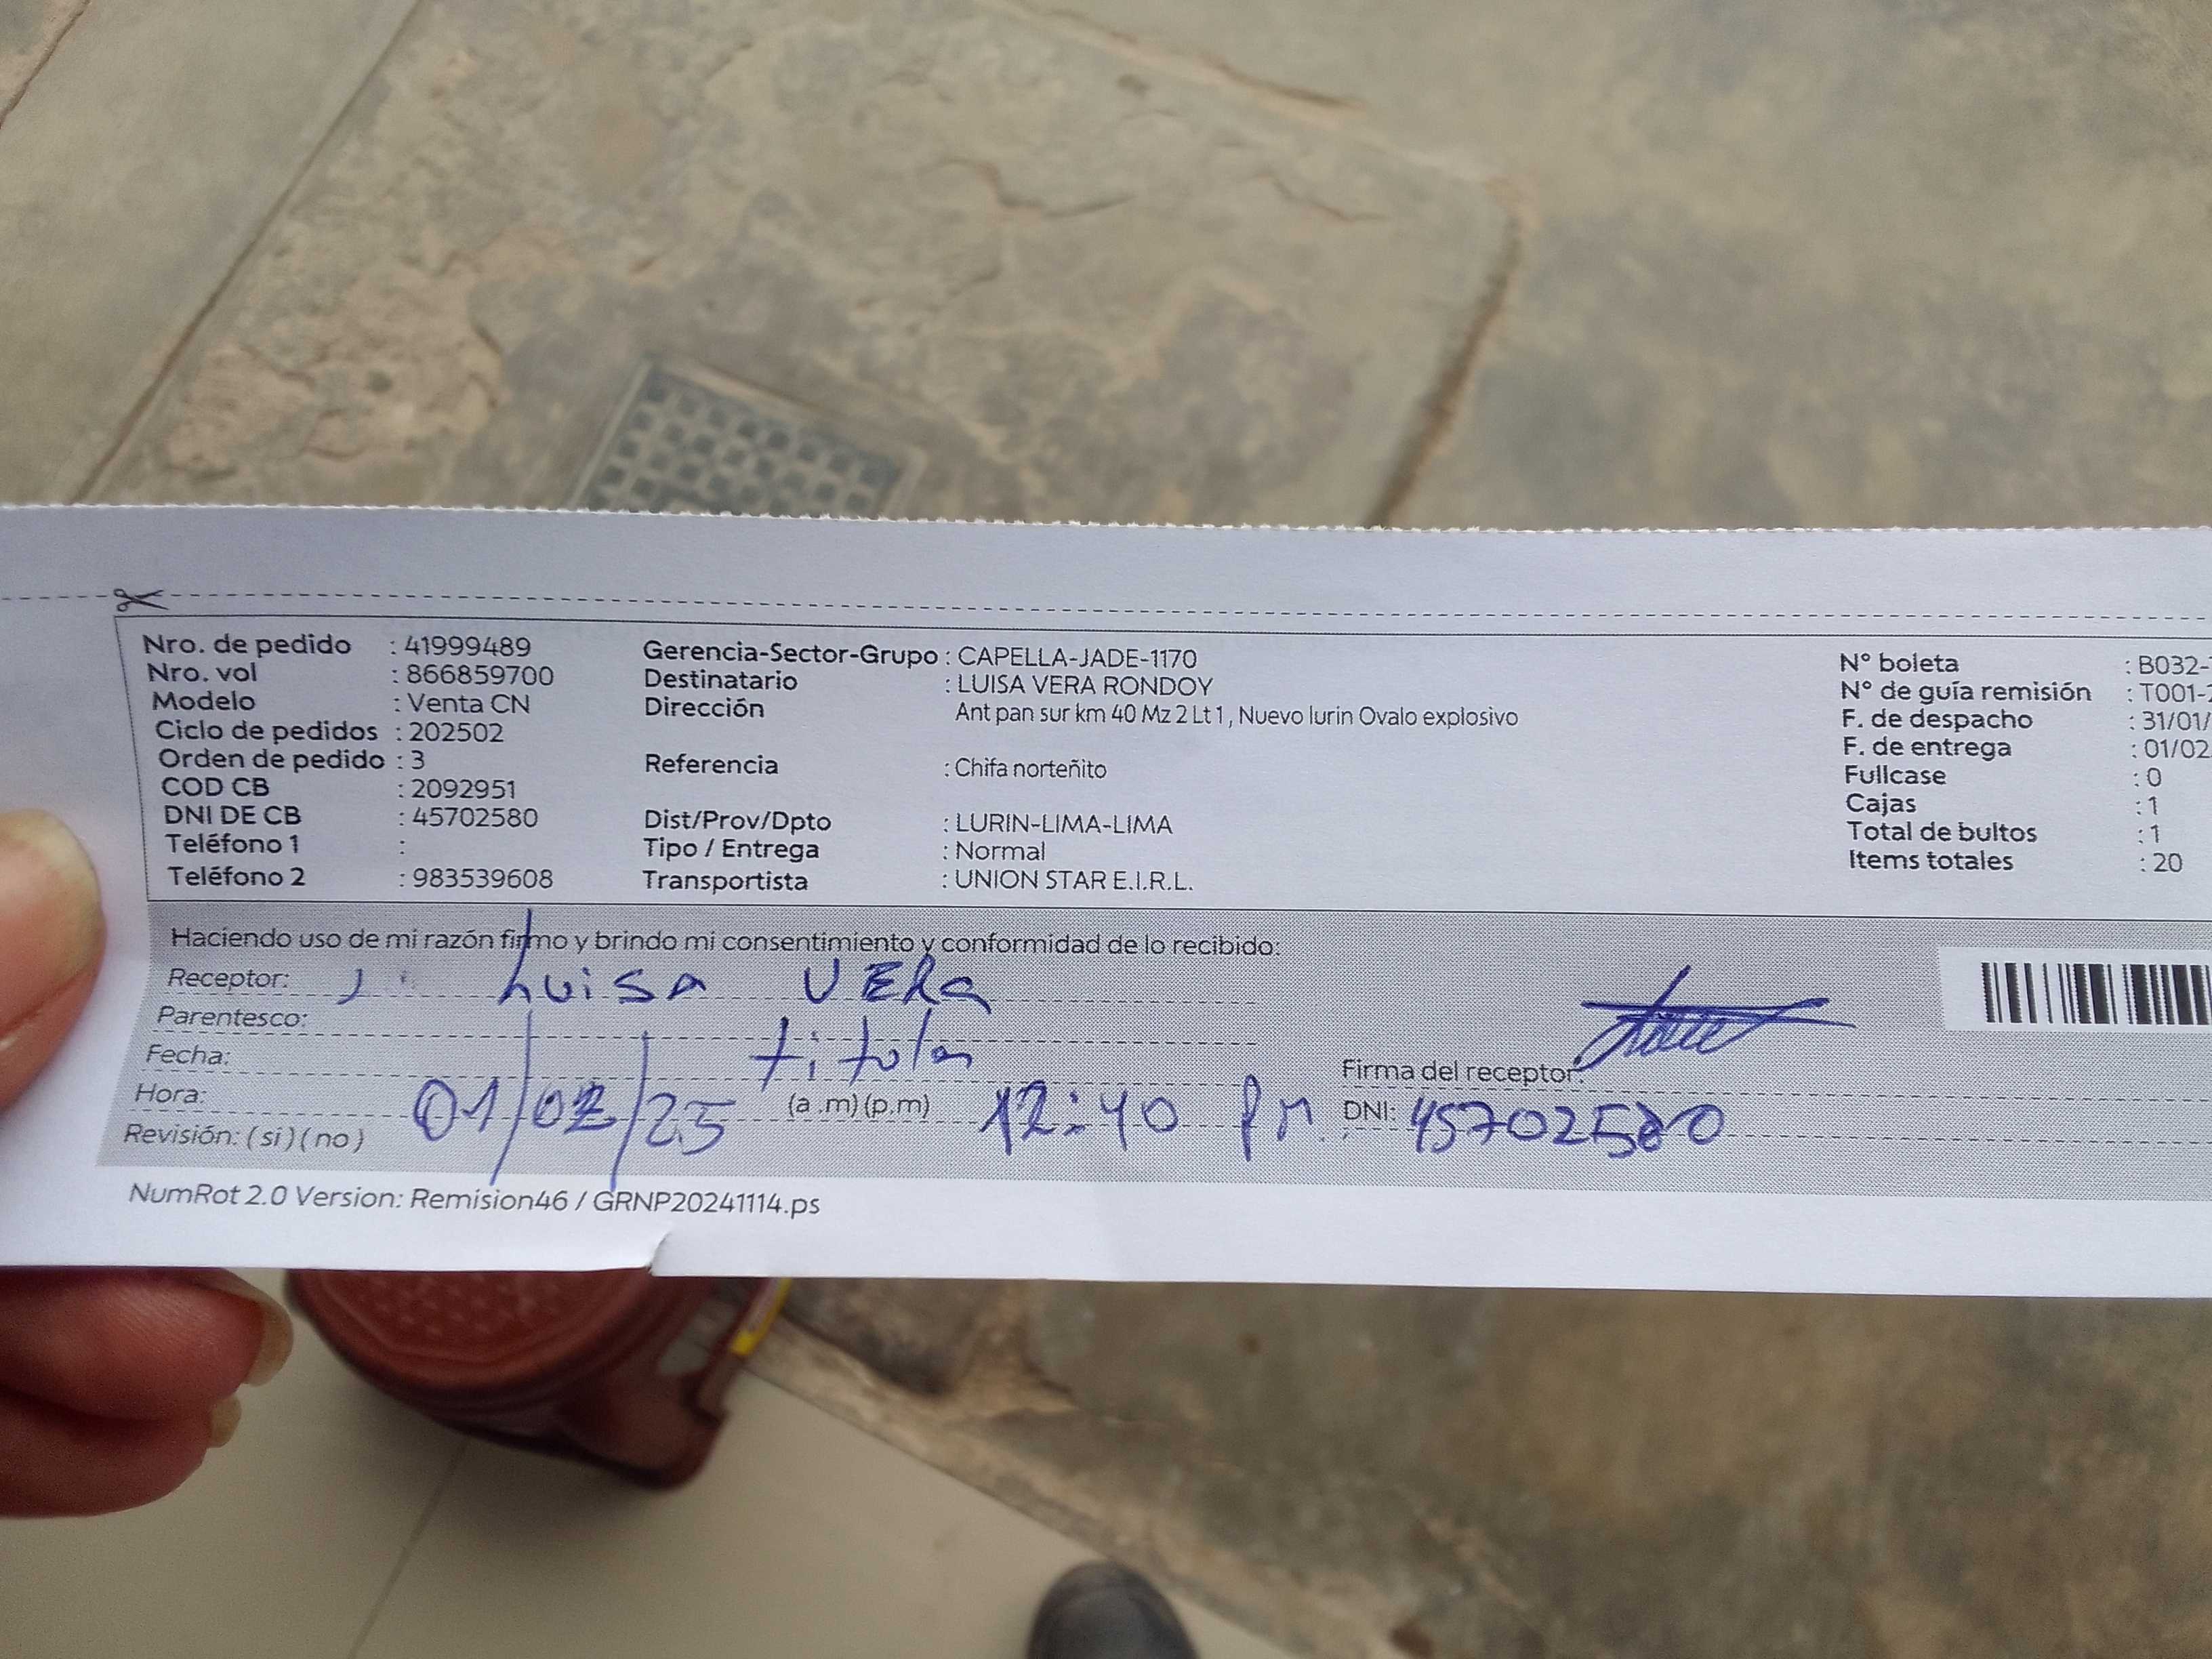 Nro. de pedido : 41999489
Nro. vol : 866859700
Modelo : Venta CN
Ciclo de pedidos : 202502
Orden de pedido : 3
COD CB : 2092951
DNI DE CB : 45702580
Teléfono 1 :
Teléfono 2 : 983539608
Gerencia-Sector-Grupo : CAPELLA-JADE-1170
Destinatario : LUISA VERA RONDOY
Dirección Ant pan sur km 40 Mz 2 Lt 1, Nuevo lurin Ovalo explosivo
Referencia : Chifa norteñito
Dist/Prov/Dpto : LURIN-LIMA-LIMA
Tipo / Entrega : Normal
Transportista : UNION STAR E.I.R.L.
N° boleta : B032-
N° de guía remisión : T001-
F. de despacho : 31/01/
F. de entrega : 01/02
Fullcase : 0
Cajas : 1
Total de bultos : 1
Items totales : 20
Haciendo uso de mi razón firmo y brindo mi consentimiento y conformidad de lo recibido:
Receptor: Luisa VERA
Parentesco: titular
Fecha: 01/02/25
Hora: (a .m) (p.m) 12:40 Pm
Revisión: ( si ) ( no )
Firma del receptor:
DNI: 45702580
NumRot 2.0 Version: Remision46 / GRNP20241114.ps